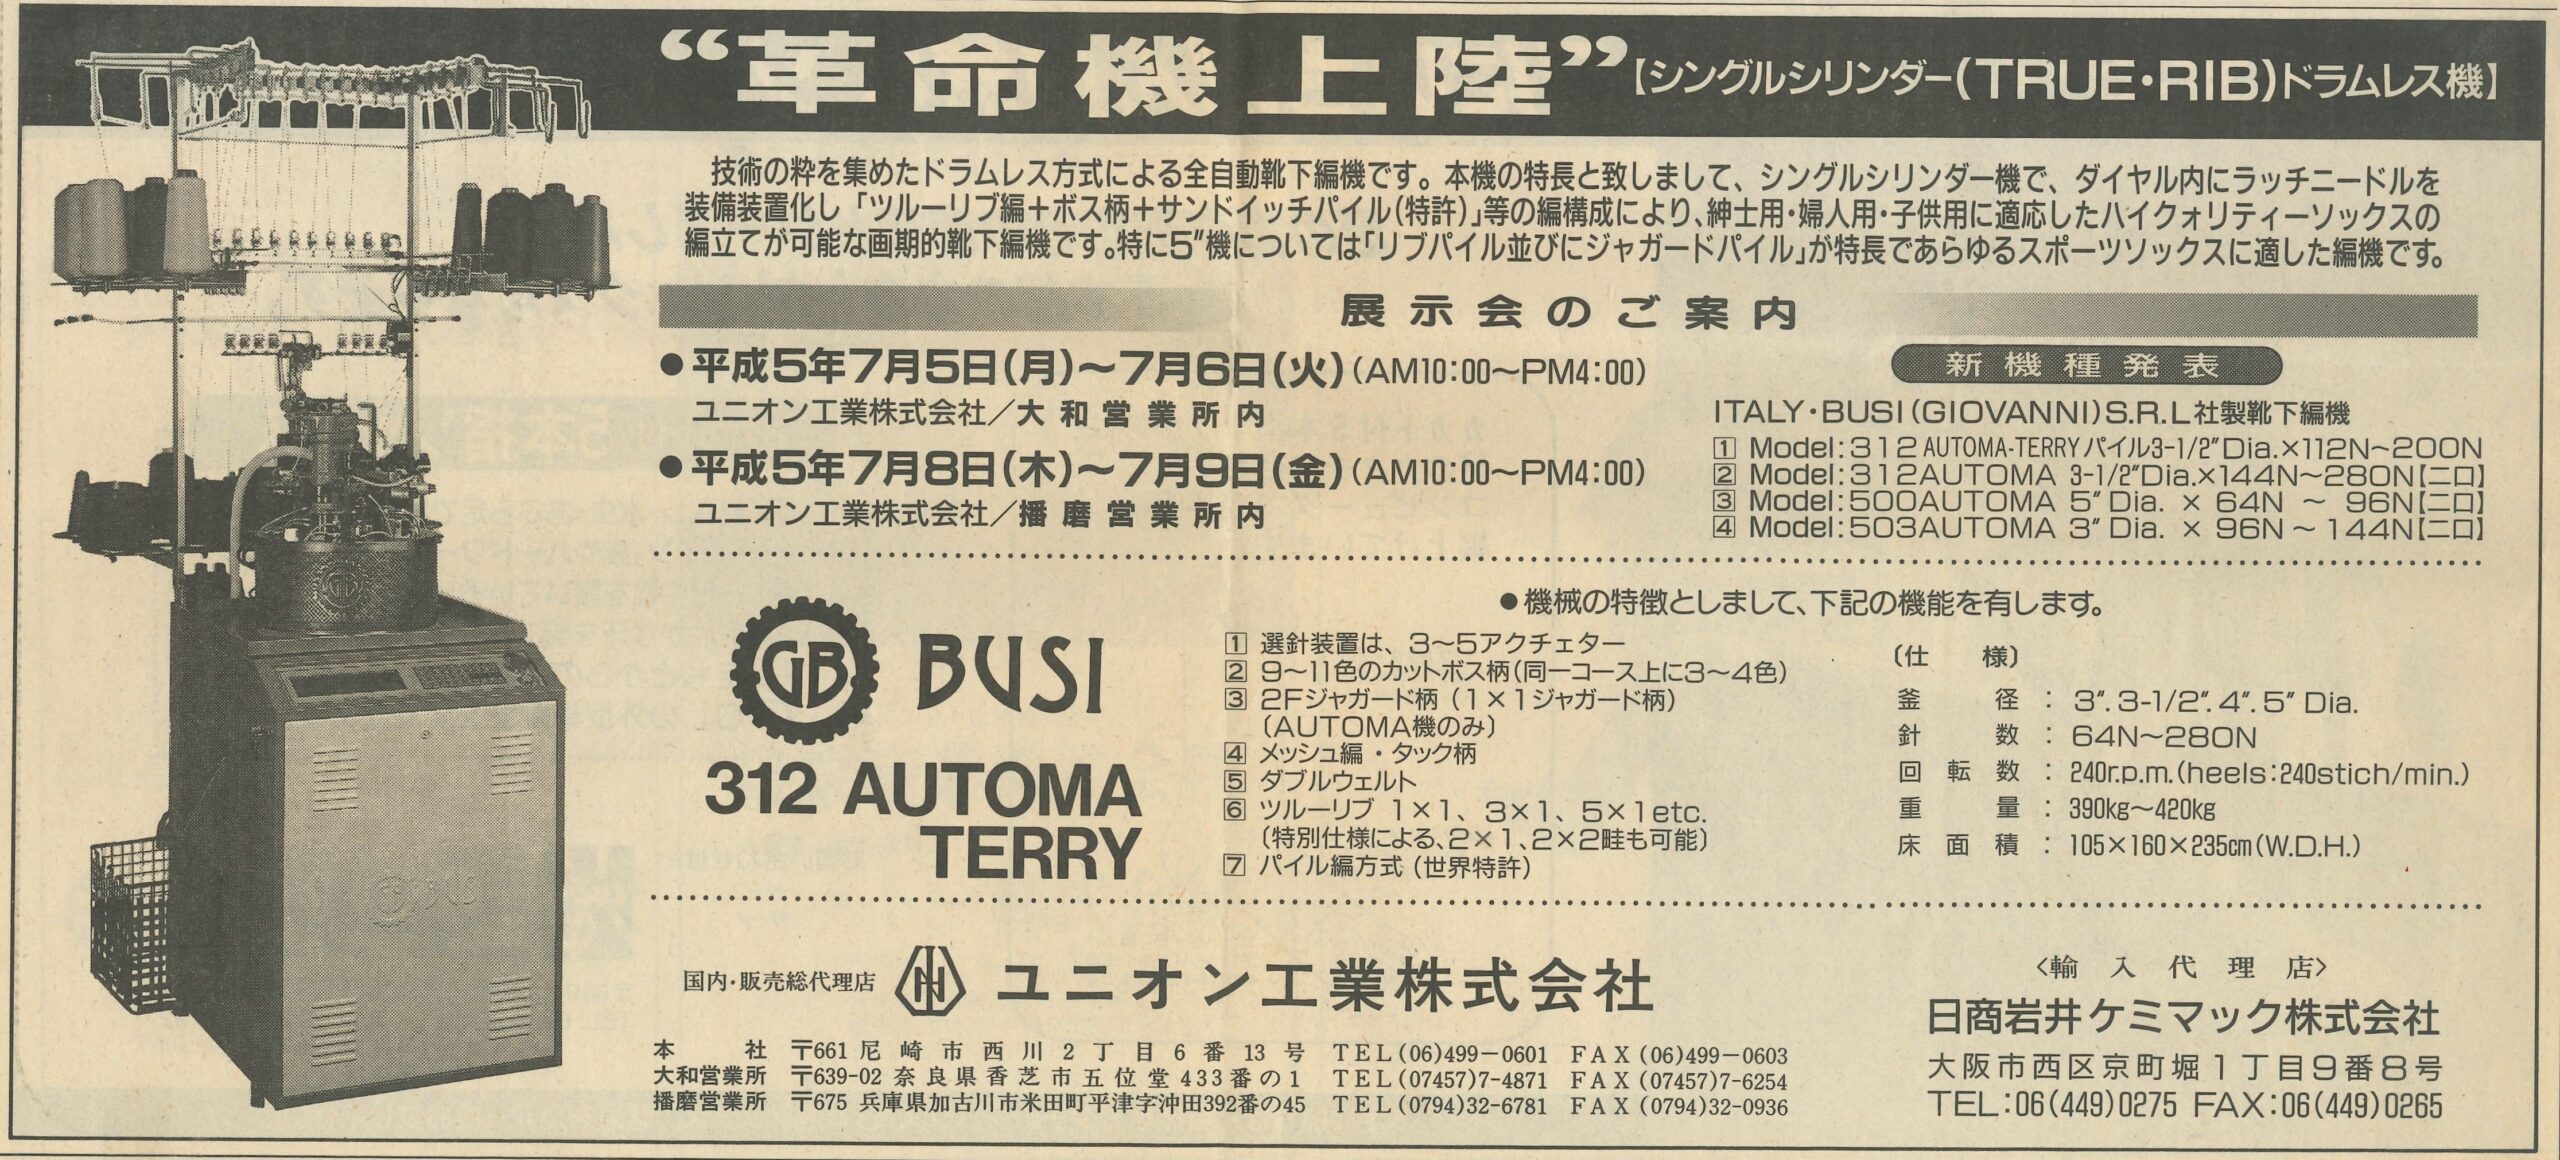 “革命機上陸”【シングルシリンダー(TRUE・RIB)ドラムレス機】
技術の粋を集めたドラムレス方式による全自動靴下編機です。本機の特長と致しまして、シングルシリンダー機で、ダイヤル内にラッチニードルを
装備装置化し「ツルーリブ編＋ボス柄＋サンドイッチパイル(特許)」等の編構成により、紳士用・婦人用・子供用に適応したハイクォリティーソックスの
編立てが可能な画期的靴下編機です。特に5″機については「リブパイル並びにジャガードパイル」が特長であらゆるスポーツソックスに適した編機です。
展示会のご案内
●平成5年7月5日(月)～7月6日(火)(AM10:00～PM4:00)
ユニオン工業株式会社／大和営業所内
●平成5年7月8日(木)～7月9日(金)(AM10:00～PM4:00)
ユニオン工業株式会社／播磨営業所内
新機種発表
ITALY・BUSI(GIOVANNI)S.R.L社製靴下編機
1 Model:312 AUTOMA-TERRYパイル3-1/2″Dia.×112N～200N
2 Model:312AUTOMA 3-1/2″Dia.×144N～280N【二口】
3 Model:500AUTOMA 5″Dia. × 64N ～ 96N【二口】
4 Model:503AUTOMA 3″Dia. × 96N～144N【二口】
GB BUSI
312 AUTOMA
TERRY
●機械の特徴としまして、下記の機能を有します。
1 選針装置は、3～5アクチェター
2 9～11色のカットボス柄(同一コース上に3～4色)
3 2Fジャガード柄 (1×1ジャガード柄)
〔AUTOMA機のみ〕
4 メッシュ編・タック柄
5 ダブルウェルト
6 ツルーリブ 1×1、3×1、5×1etc.
〔特別仕様による、2×1、2×2畦も可能〕
7 パイル編方式 (世界特許)
〔仕 様〕
釜径：3″.3-1/2″.4″.5″Dia.
針数：64N～280N
回転数：240r.p.m.(heels:240stich/min.)
重量：390kg～420kg
床面積：105×160×235cm(W.D.H.)
国内・販売総代理店 ユニオン工業株式会社
本社 〒661 尼崎市西川2丁目6番13号 TEL(06)499－0601 FAX(06)499－0603
大和営業所 〒639-02 奈良県香芝市五位堂433番の1 TEL(07457)7-4871 FAX(07457)7-6254
播磨営業所 〒675 兵庫県加古川市米田町平津字沖田392番の45 TEL(0794)32-6781 FAX(0794)32-0936
〈輸入代理店〉
日商岩井ケミマック株式会社
大阪市西区京町堀1丁目9番8号
TEL:06(449)0275 FAX:06(449)0265